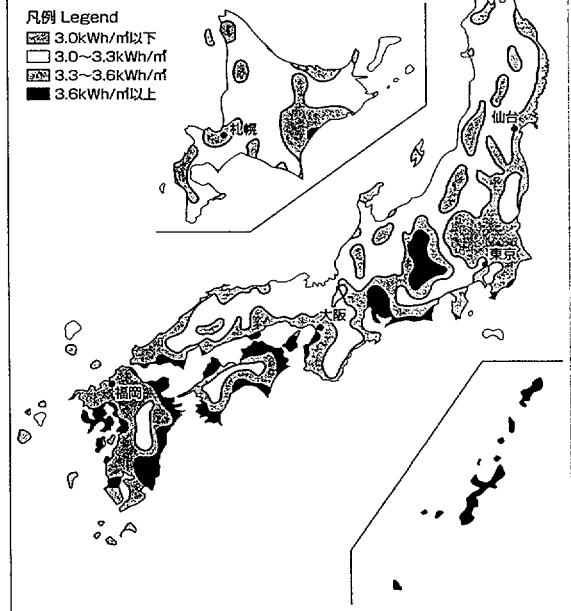 凡例 Legend
3.0kWh/㎡以下
3.0～3.3kWh/㎡
3.3～3.6kWh/㎡
3.6kWh/㎡以上
札幌
仙台
東京
大阪
福岡